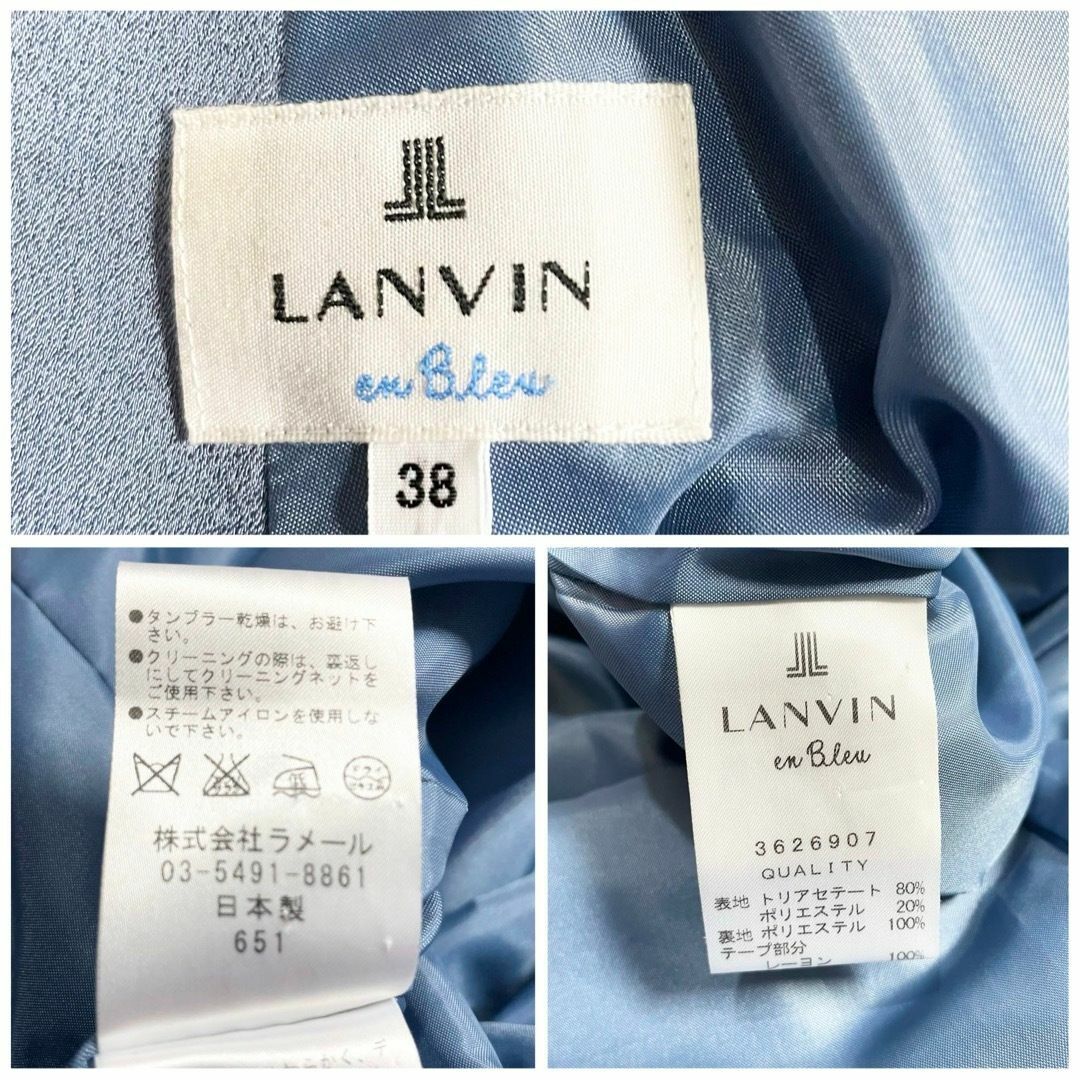 LANVIN
en Bleu
38
●タンブラー乾燥は、お避け下
さい。
●クリーニングの際は、裏返し
にしてクリーニングネットを
ご使用下さい。
●スチームアイロンを使用しな
いで下さい。
株式会社ラメール
03-5491-8861
日本製
651
LANVIN
en Bleu
3626907
QUALITY
表地 トリアセテート 80%
ポリエステル 20%
裏地 ポリエステル 100%
テープ部分
レーヨン 100%